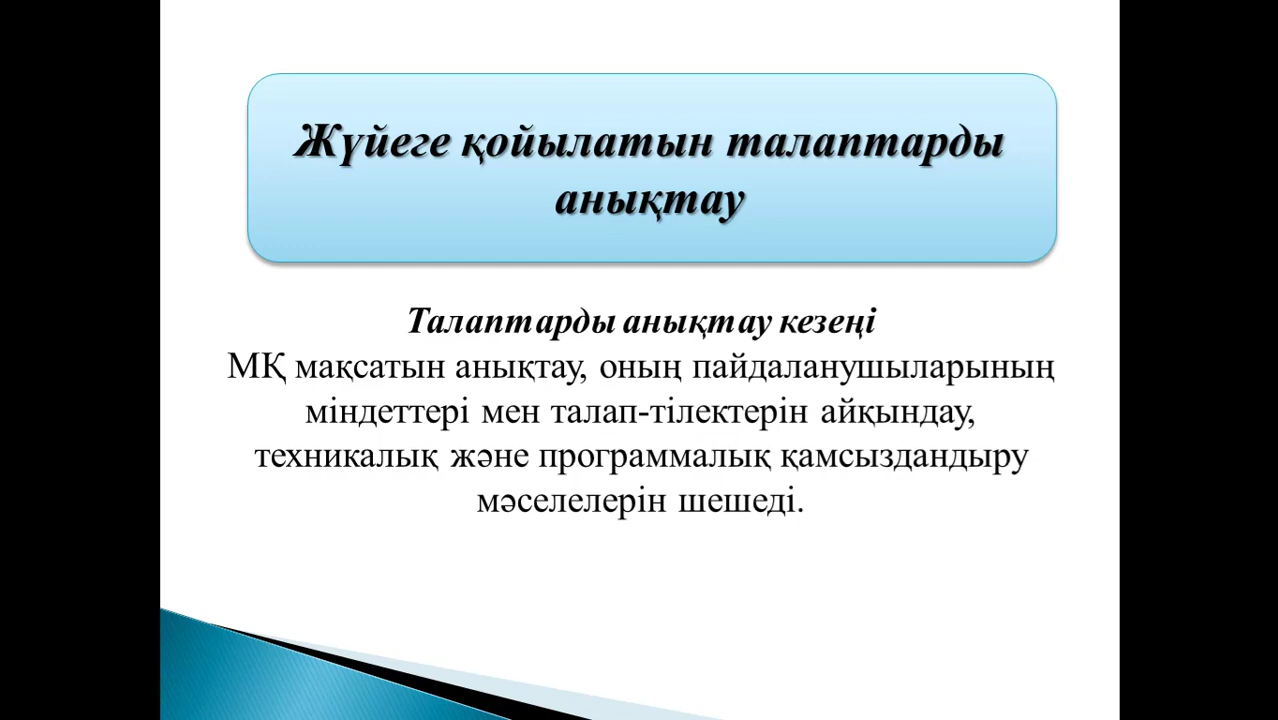 Жүйеге қойылатын талаптарды
анықтау
Талаптарды анықтау кезеңі
МҚ мақсатын анықтау, оның пайдаланушыларының
міндеттері мен талап-тілектерін айқындау,
техникалық және программалық қамсыздандыру
мәселелерін шешеді.